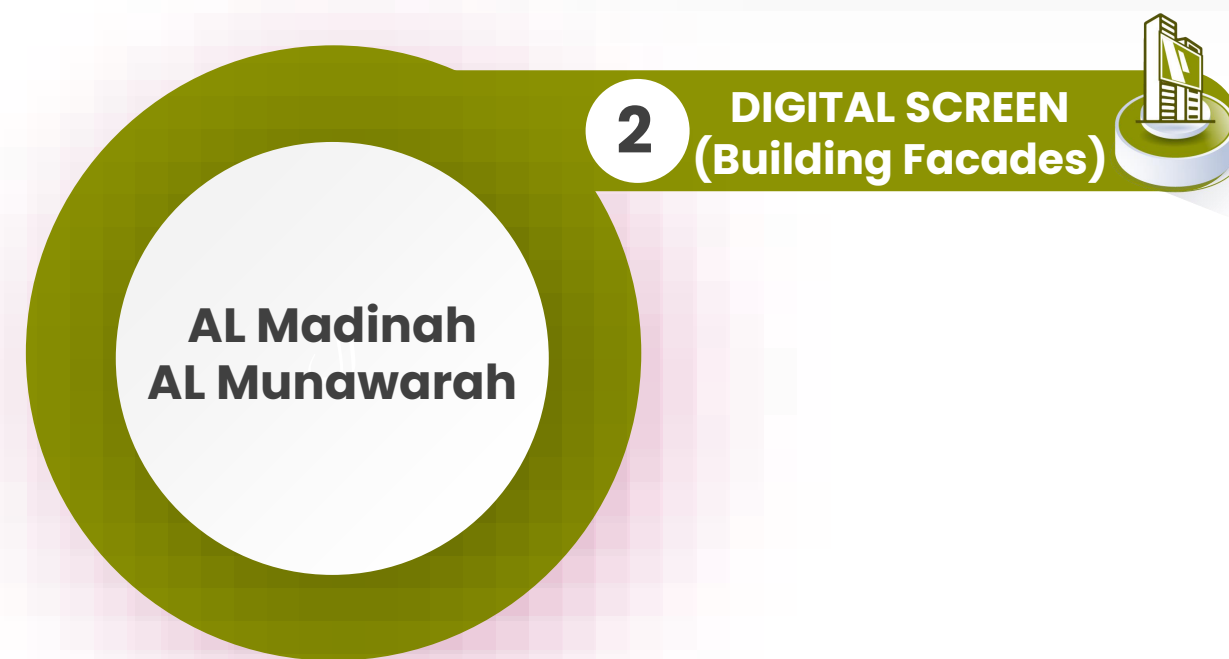 2
DIGITAL SCREEN
(Building Facades)
AL Madinah
AL Munawarah